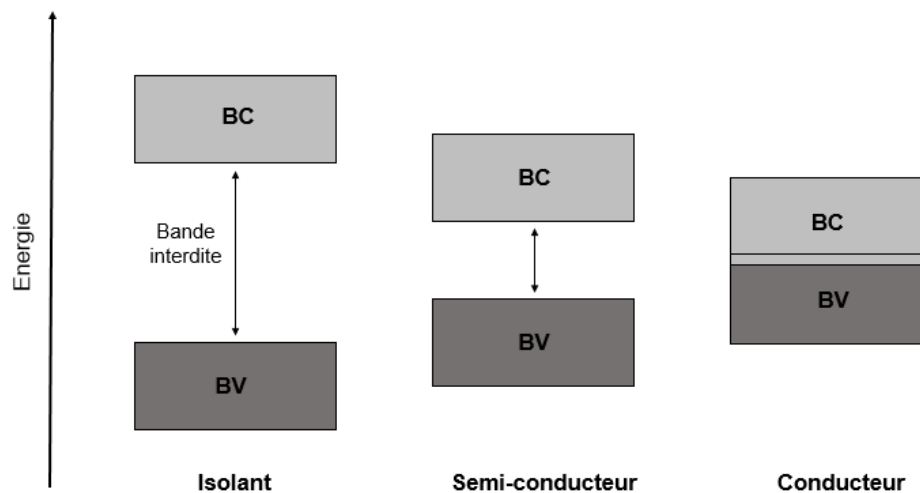 Energie
BC
Bande
interdite
BV
Isolant
BC
BV
Semi-conducteur
BC
BV
Conducteur